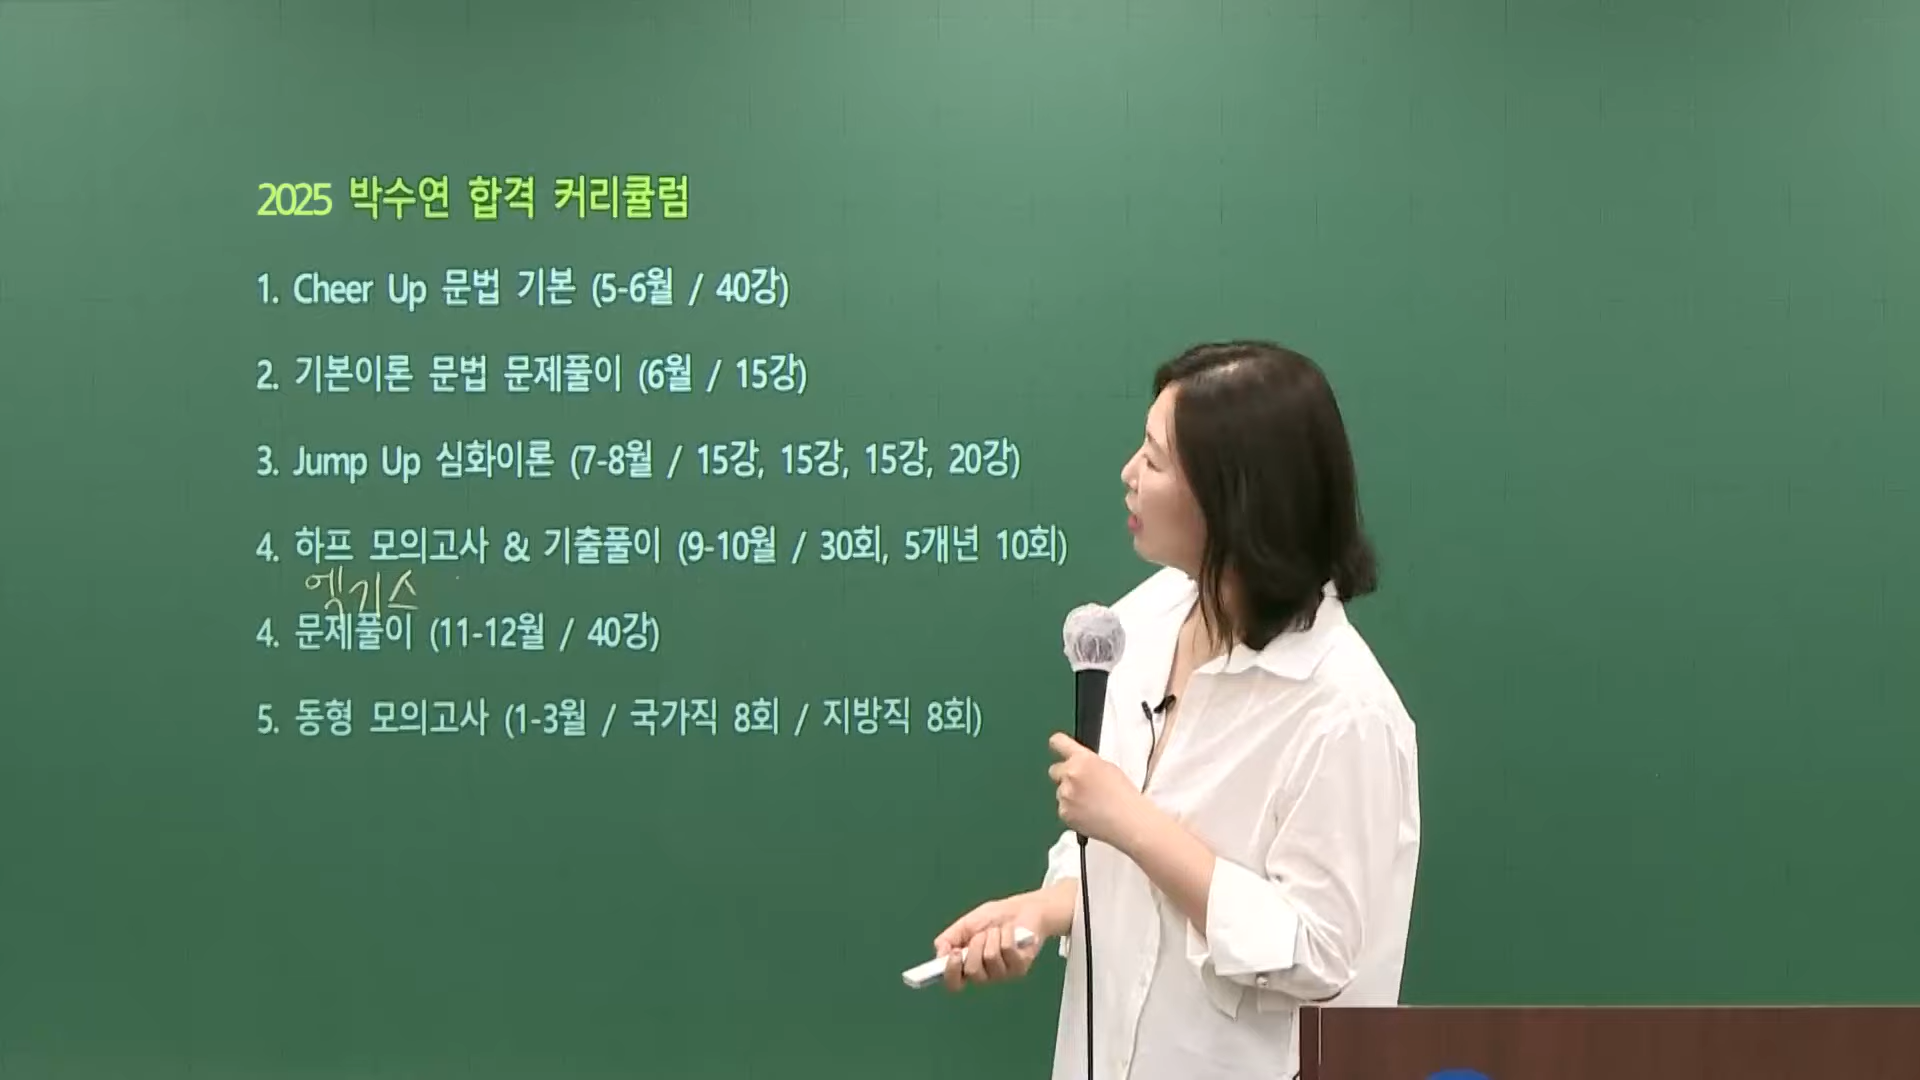 2025 박수연 합격 커리큘럼
1. Cheer Up 문법 기본 (5-6월 / 40강)
2. 기본이론 문법 문제풀이 (6월 / 15강)
3. Jump Up 심화이론 (7-8월 / 15강, 15강, 15강, 20강)
4. 하프 모의고사 & 기출풀이 (9-10월 / 30회, 5개년 10회)
엑기스
4. 문제풀이 (11-12월 / 40강)
5. 동형 모의고사 (1-3월 / 국가직 8회 / 지방직 8회)